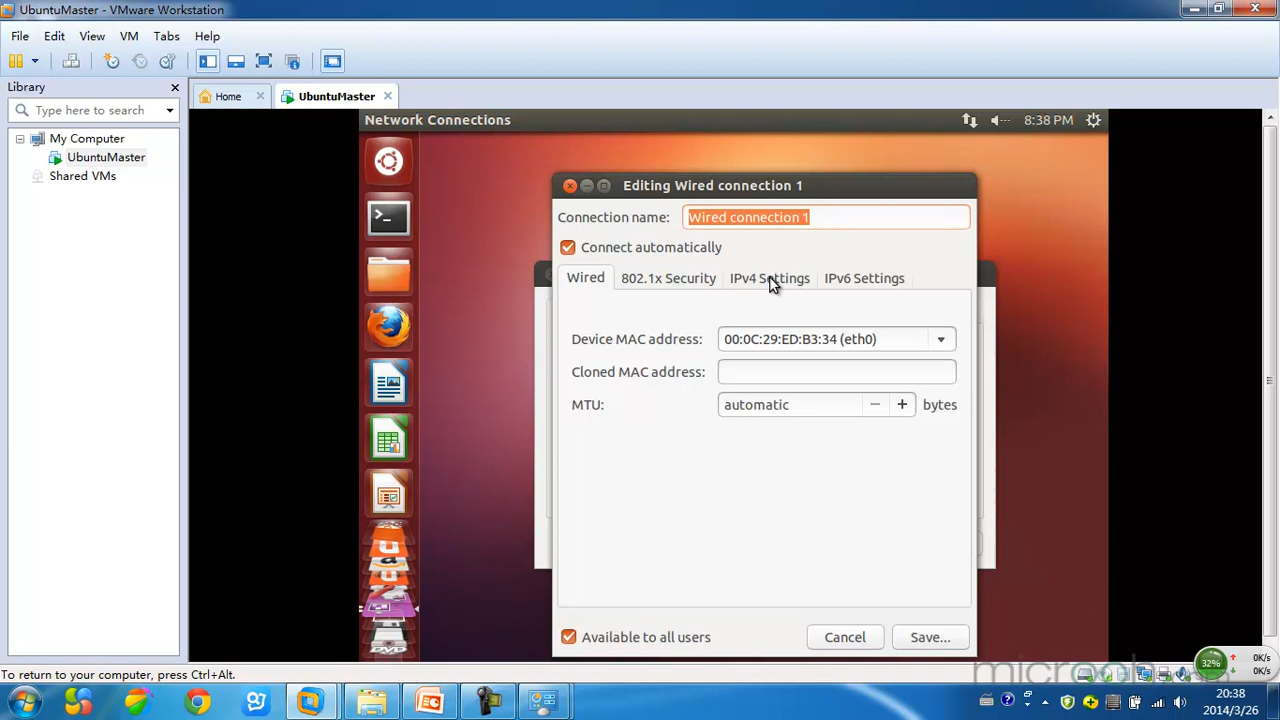 UbuntuMaster - VMware Workstation
File Edit View VM Tabs Help
Library
Type here to search
My Computer
UbuntuMaster
Shared VMs
Home
UbuntuMaster
Network Connections
8:38 PM
Editing Wired connection 1
Connection name: Wired connection 1
Connect automatically
Wired 802.1x Security IPv4 Settings IPv6 Settings
Device MAC address: 00:0C:29:ED:B3:34 (eth0)
Cloned MAC address:
MTU: automatic bytes
Available to all users
Cancel Save...
To return to your computer, press Ctrl+Alt.
32%
0K/s
0K/s
20:38
2014/3/26